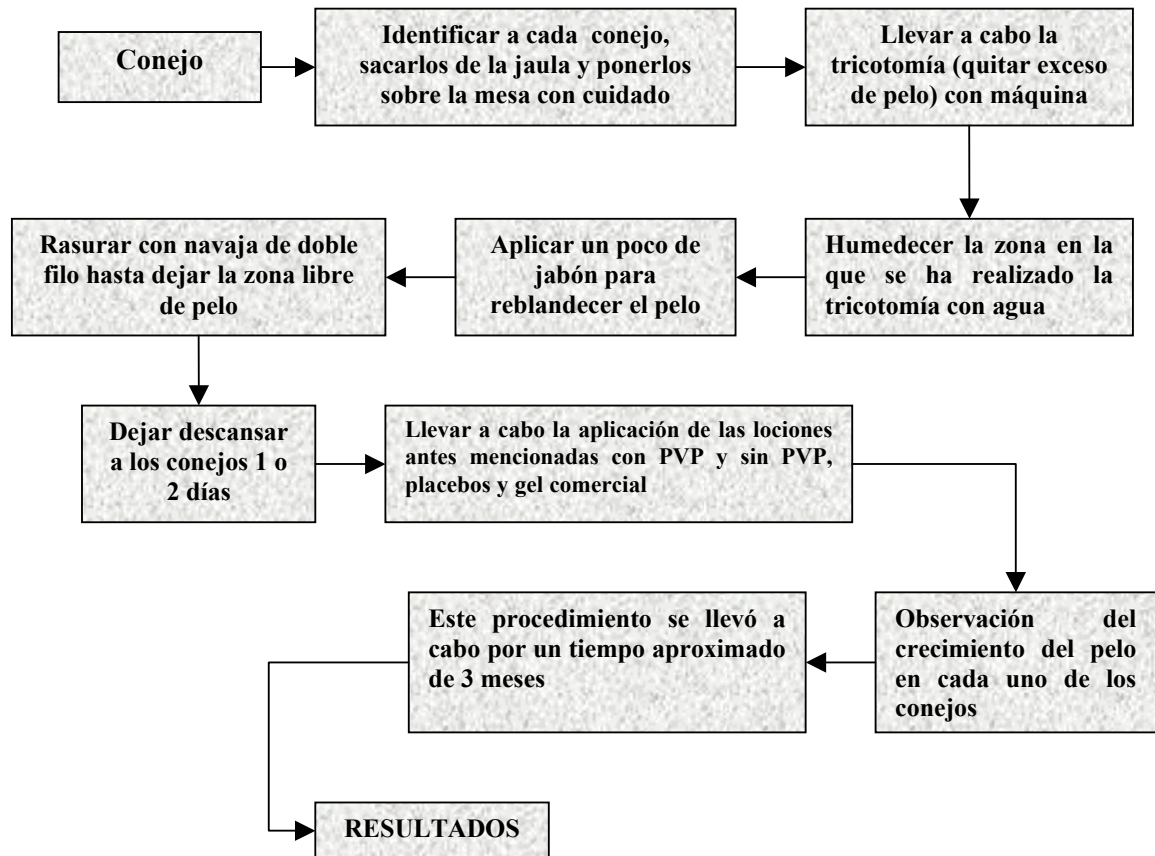 Conejo
Identificar a cada conejo,
sacarlos de la jaula y ponerlos
sobre la mesa con cuidado
Llevar a cabo la
tricotomía (quitar exceso
de pelo) con máquina
Humedecer la zona en la
que se ha realizado la
tricotomía con agua
Aplicar un poco de
jabón para
reblandecer el pelo
Rasurar con navaja de doble
filo hasta dejar la zona libre
de pelo
Dejar descansar
a los conejos 1 o
2 días
Llevar a cabo la aplicación de las lociones
antes mencionadas con PVP y sin PVP,
placebos y gel comercial
Observación del
crecimiento del pelo
en cada uno de los
conejos
Este procedimiento se llevó a
cabo por un tiempo aproximado
de 3 meses
RESULTADOS